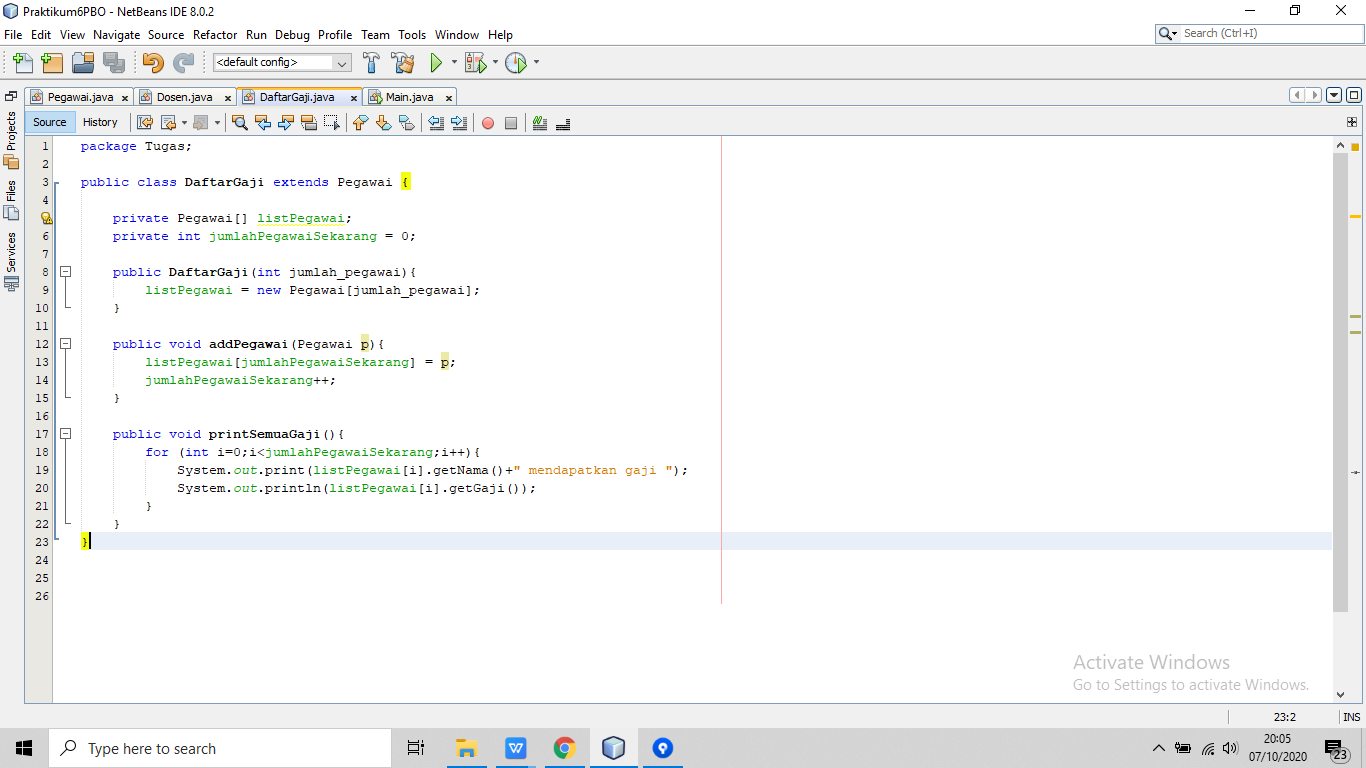 Praktikum6PBO - NetBeans IDE 8.0.2
File Edit View Navigate Source Refactor Run Debug Profile Team Tools Window Help
Search (Ctrl+I)
<default config>
Pegawai.java Dosen.java DaftarGaji.java Main.java
Projects
Files
Services
Source History
1 package Tugas;
2
3 public class DaftarGaji extends Pegawai {
4
private Pegawai[] listPegawai;
6 private int jumlahPegawaiSekarang = 0;
7
8 public DaftarGaji(int jumlah_pegawai){
9 listPegawai = new Pegawai[jumlah_pegawai];
10 }
11
12 public void addPegawai(Pegawai p){
13 listPegawai[jumlahPegawaiSekarang] = p;
14 jumlahPegawaiSekarang++;
15 }
16
17 public void printSemuaGaji(){
18 for (int i=0;i<jumlahPegawaiSekarang;i++){
19 System.out.print(listPegawai[i].getNama()+" mendapatkan gaji ");
20 System.out.println(listPegawai[i].getGaji());
21 }
22 }
23 }
24
25
26
Activate Windows
Go to Settings to activate Windows.
23:2 INS
Type here to search
20:05
07/10/2020
23